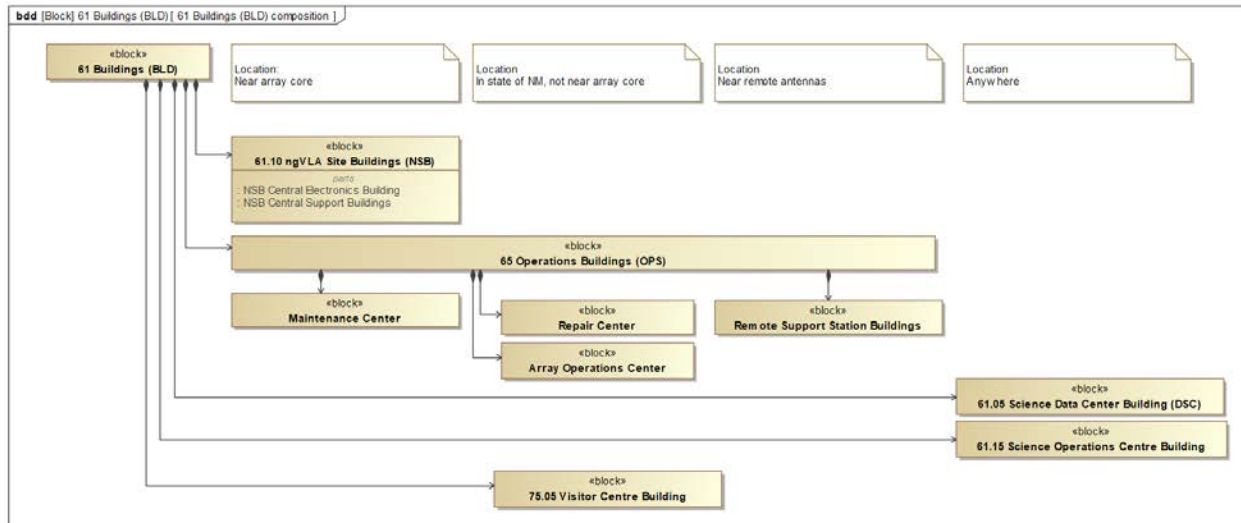 bdd [Block] 61 Buildings (BLD) [ 61 Buildings (BLD) composition ]
«block»
61 Buildings (BLD)
Location:
Near array core
Location
In state of NM, not near array core
Location
Near remote antennas
Location
Anywhere
«block»
61.10 ngVLA Site Buildings (NSB)
parts
: NSB Central Electronics Building
: NSB Central Support Buildings
«block»
65 Operations Buildings (OPS)
«block»
Maintenance Center
«block»
Repair Center
«block»
Remote Support Station Buildings
«block»
Array Operations Center
«block»
61.05 Science Data Center Building (DSC)
«block»
61.15 Science Operations Centre Building
«block»
75.05 Visitor Centre Building